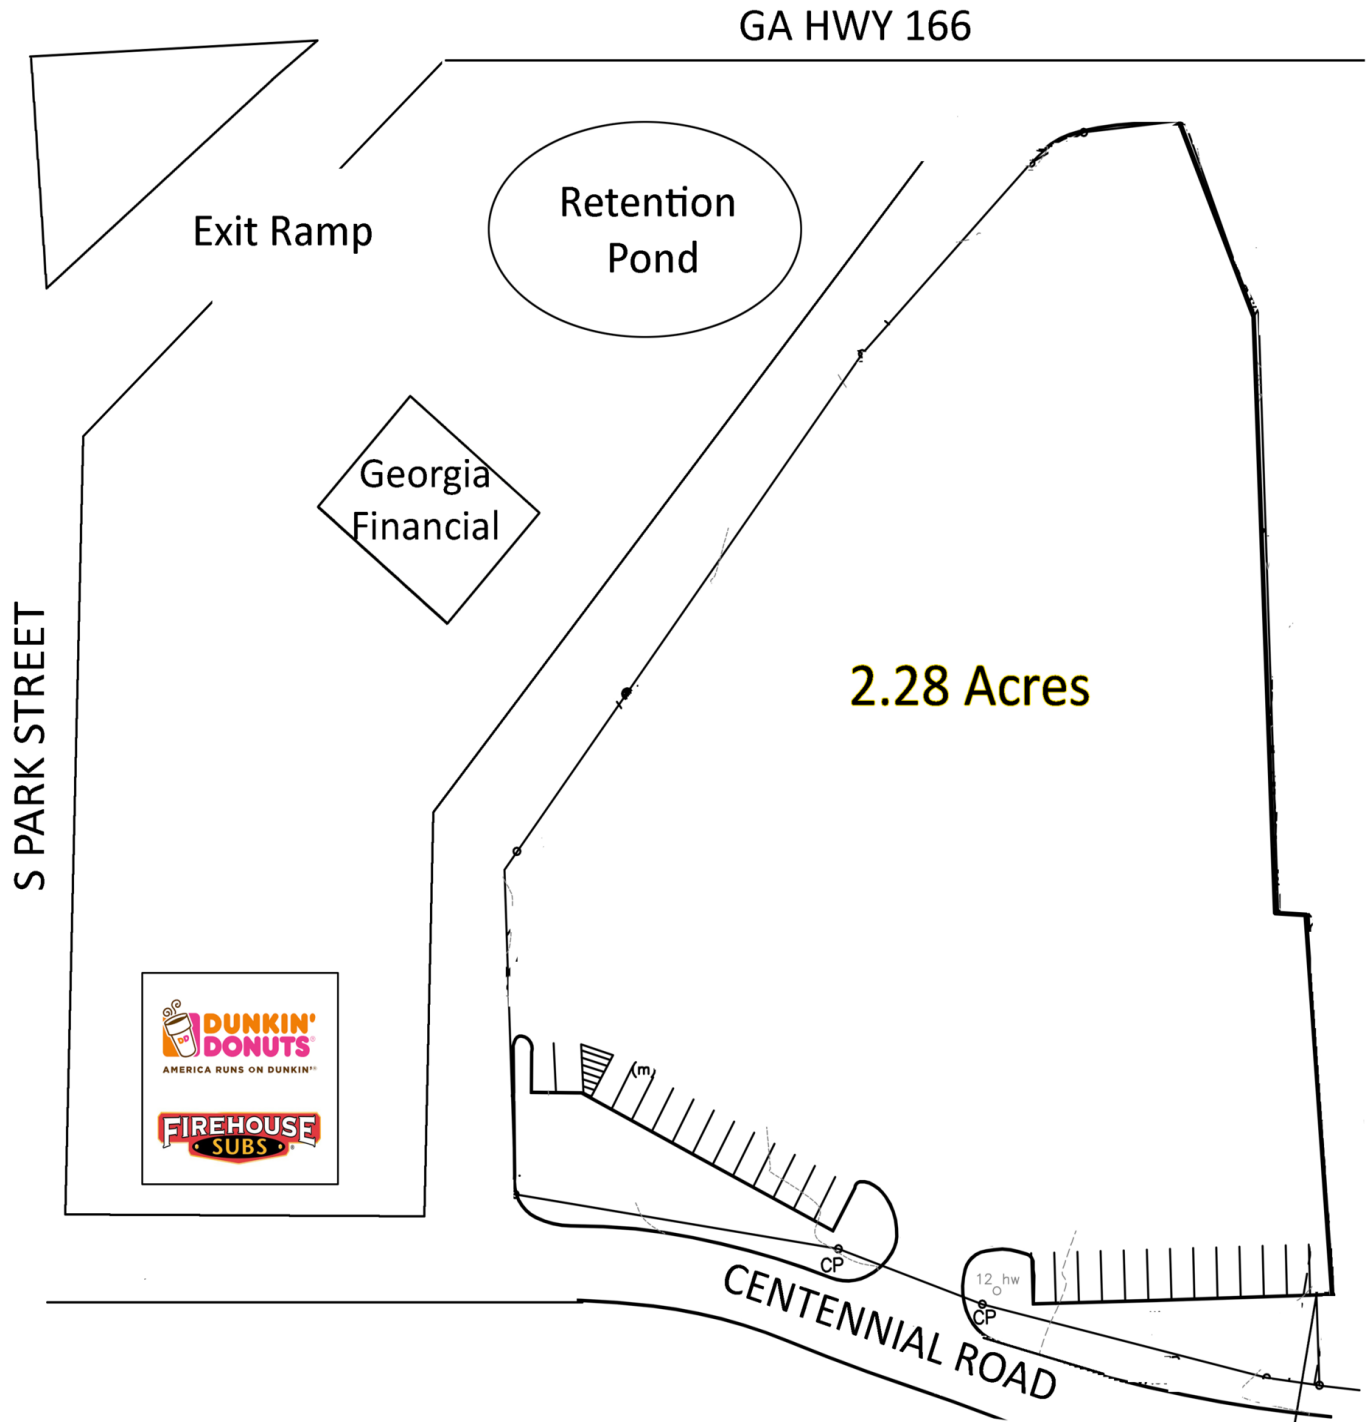 GA HWY 166
Retention
Pond
Exit Ramp
Georgia
Financial
S PARK STREET
2.28 Acres
DUNKIN'
DONUTS
DD
AMERICA RUNS ON DUNKIN'
FIREHOUSE
SUBS
(m,
CP
12 hw
CP
CENTENNIAL ROAD